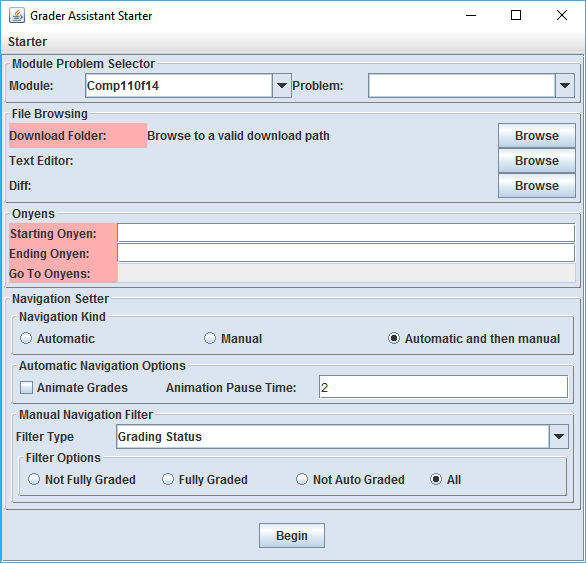 Grader Assistant Starter
Starter
Module Problem Selector
Module: Comp110f14 Problem:
File Browsing
Download Folder: Browse to a valid download path Browse
Text Editor: Browse
Diff: Browse
Onyens
Starting Onyen:
Ending Onyen:
Go To Onyens:
Navigation Setter
Navigation Kind
Automatic Manual Automatic and then manual
Automatic Navigation Options
Animate Grades Animation Pause Time: 2
Manual Navigation Filter
Filter Type Grading Status
Filter Options
Not Fully Graded Fully Graded Not Auto Graded All
Begin